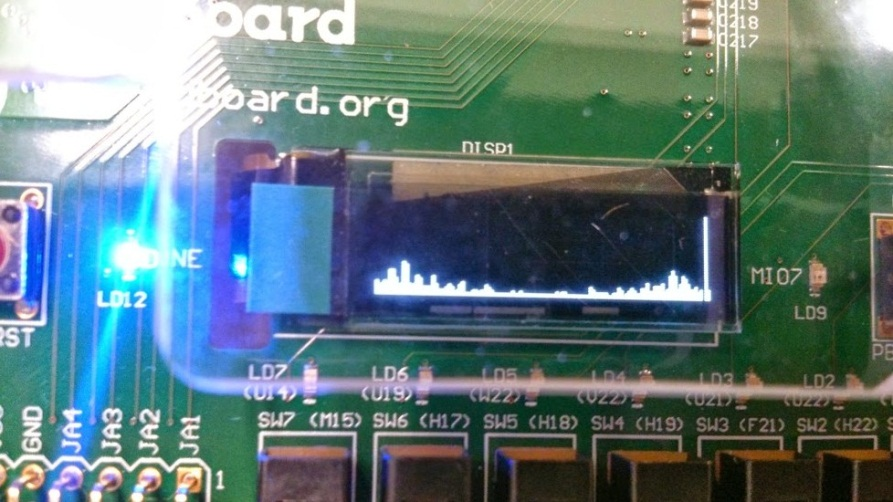 board
C219
C218
C217
board.org
DISP1
DONE
MIO7
LD12
LD9
RST
LD7
(U14)
LD6
(U19)
LD5
(W22)
LD4
(V22)
LD3
(U21)
LD2
(U22)
GND
JA4
JA3
JA2
JA1
SW7 (M15)
SW6 (H17)
SW5 (H18)
SW4 (H19)
SW3 (F21)
SW2 (H22)
1